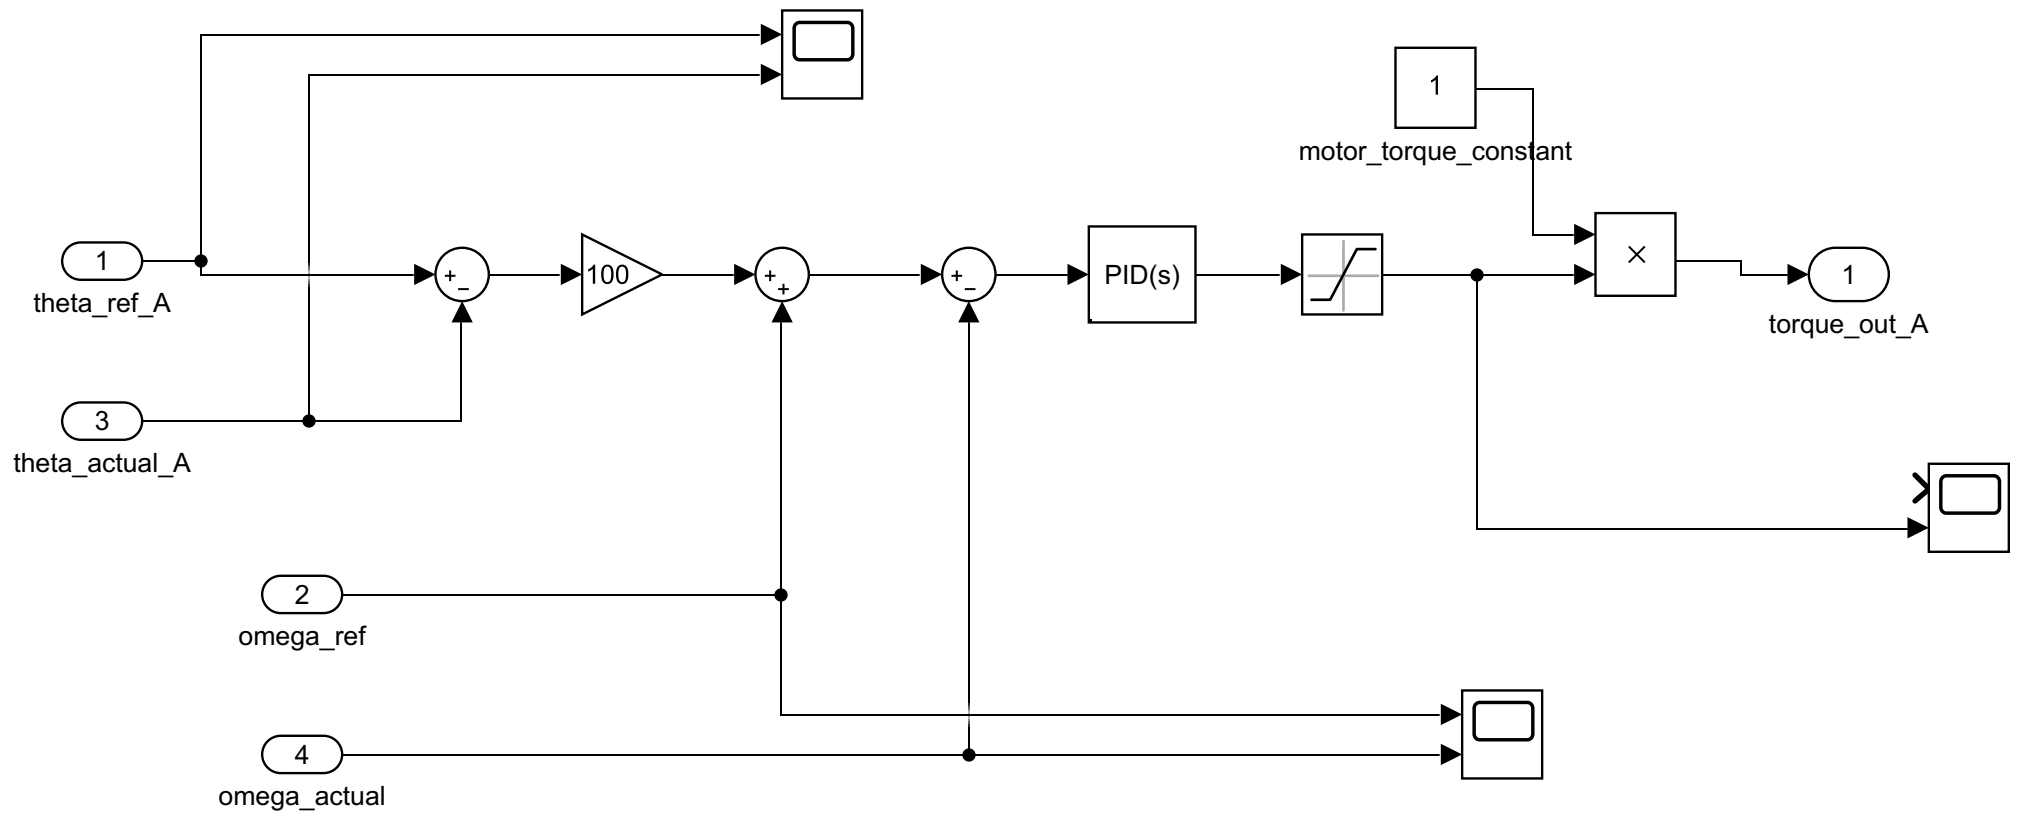 1
motor_torque_constant
1
theta_ref_A
+
−
100
+
+
+
−
PID(s)
×
1
torque_out_A
3
theta_actual_A
2
omega_ref
4
omega_actual